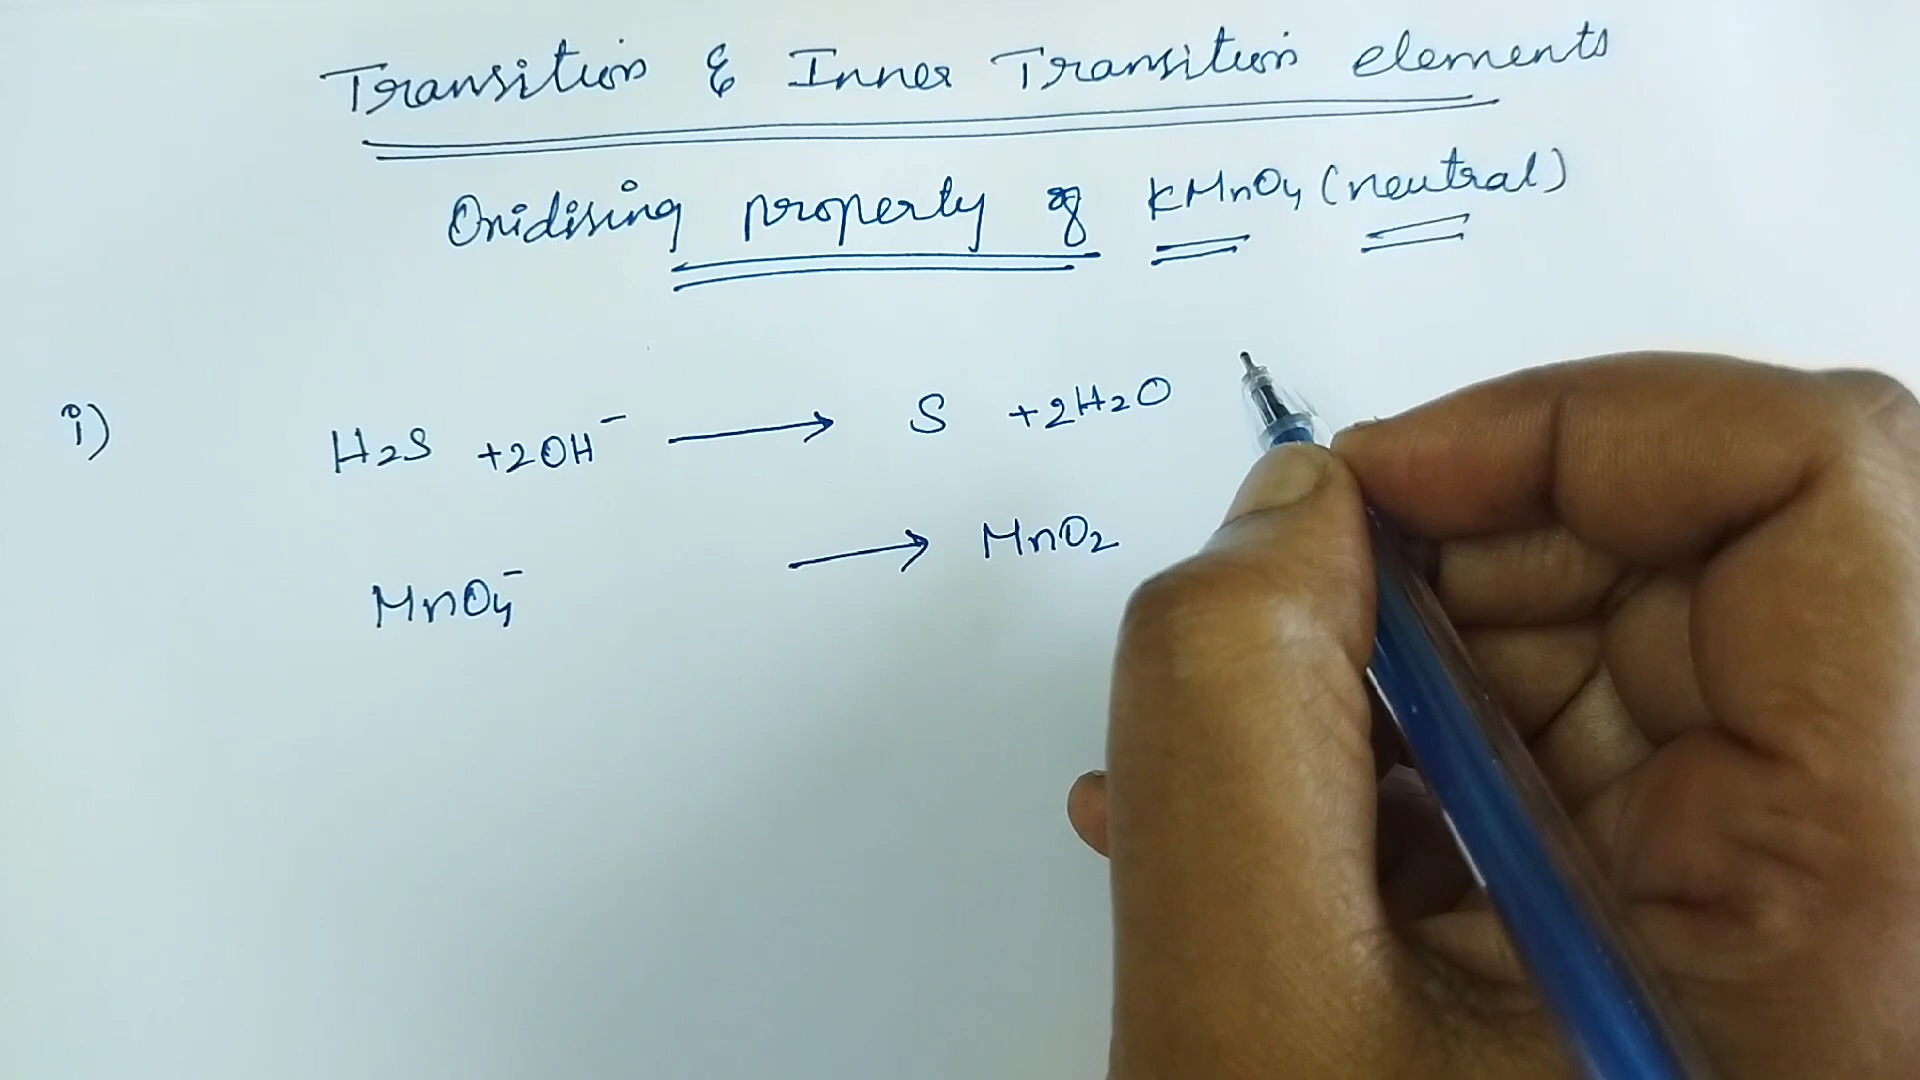 Transition & Inner Transition elements
Oxidising property of KMnO4 (neutral)
i) H2S +2OH⁻ ⟶ S +2H2O
MnO4⁻ ⟶ MnO2